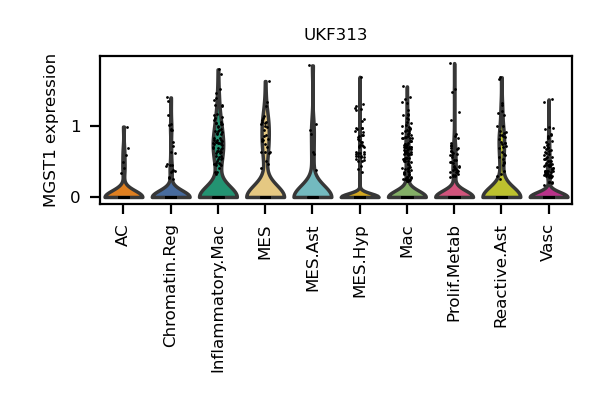 UKF313
MGST1 expression
1
0
AC
Chromatin.Reg
Inflammatory.Mac
MES
MES.Ast
MES.Hyp
Mac
Prolif.Metab
Reactive.Ast
Vasc